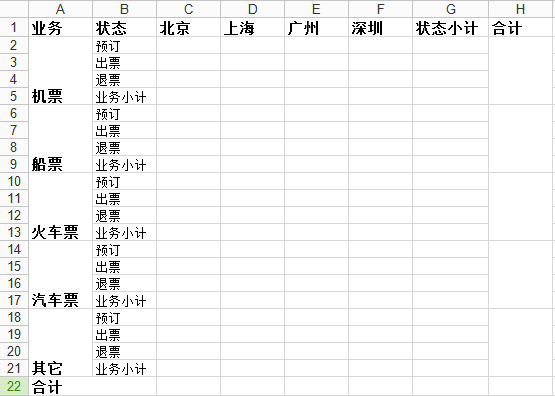 A B C D E F G H
1 业务 状态 北京 上海 广州 深圳 状态小计 合计
2 预订
3 出票
4 退票
5 机票 业务小计
6 预订
7 出票
8 退票
9 船票 业务小计
10 预订
11 出票
12 退票
13 火车票 业务小计
14 预订
15 出票
16 退票
17 汽车票 业务小计
18 预订
19 出票
20 退票
21 其它 业务小计
22 合计